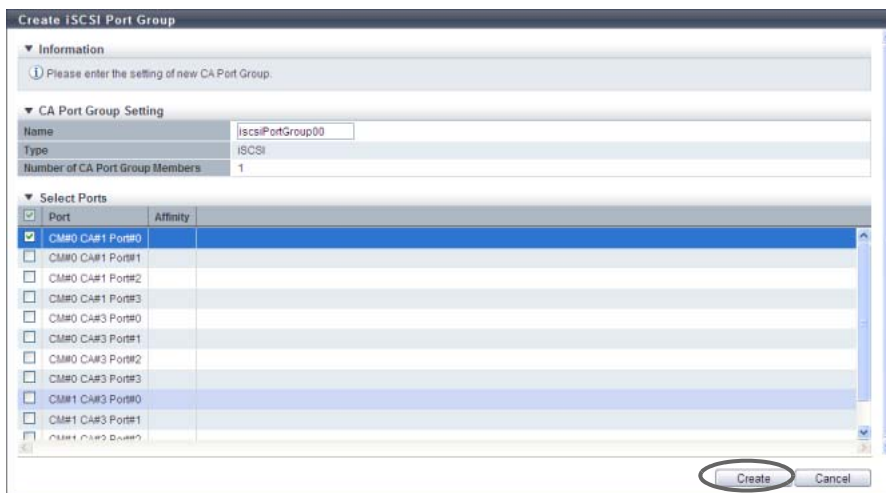 Create iSCSI Port Group
Information
Please enter the setting of new CA Port Group.
CA Port Group Setting
Name iscsiPortGroup00
Type iSCSI
Number of CA Port Group Members 1
Select Ports
Port Affinity
CM#0 CA#1 Port#0
CM#0 CA#1 Port#1
CM#0 CA#1 Port#2
CM#0 CA#1 Port#3
CM#0 CA#3 Port#0
CM#0 CA#3 Port#1
CM#0 CA#3 Port#2
CM#0 CA#3 Port#3
CM#1 CA#3 Port#0
CM#1 CA#3 Port#1
Create Cancel